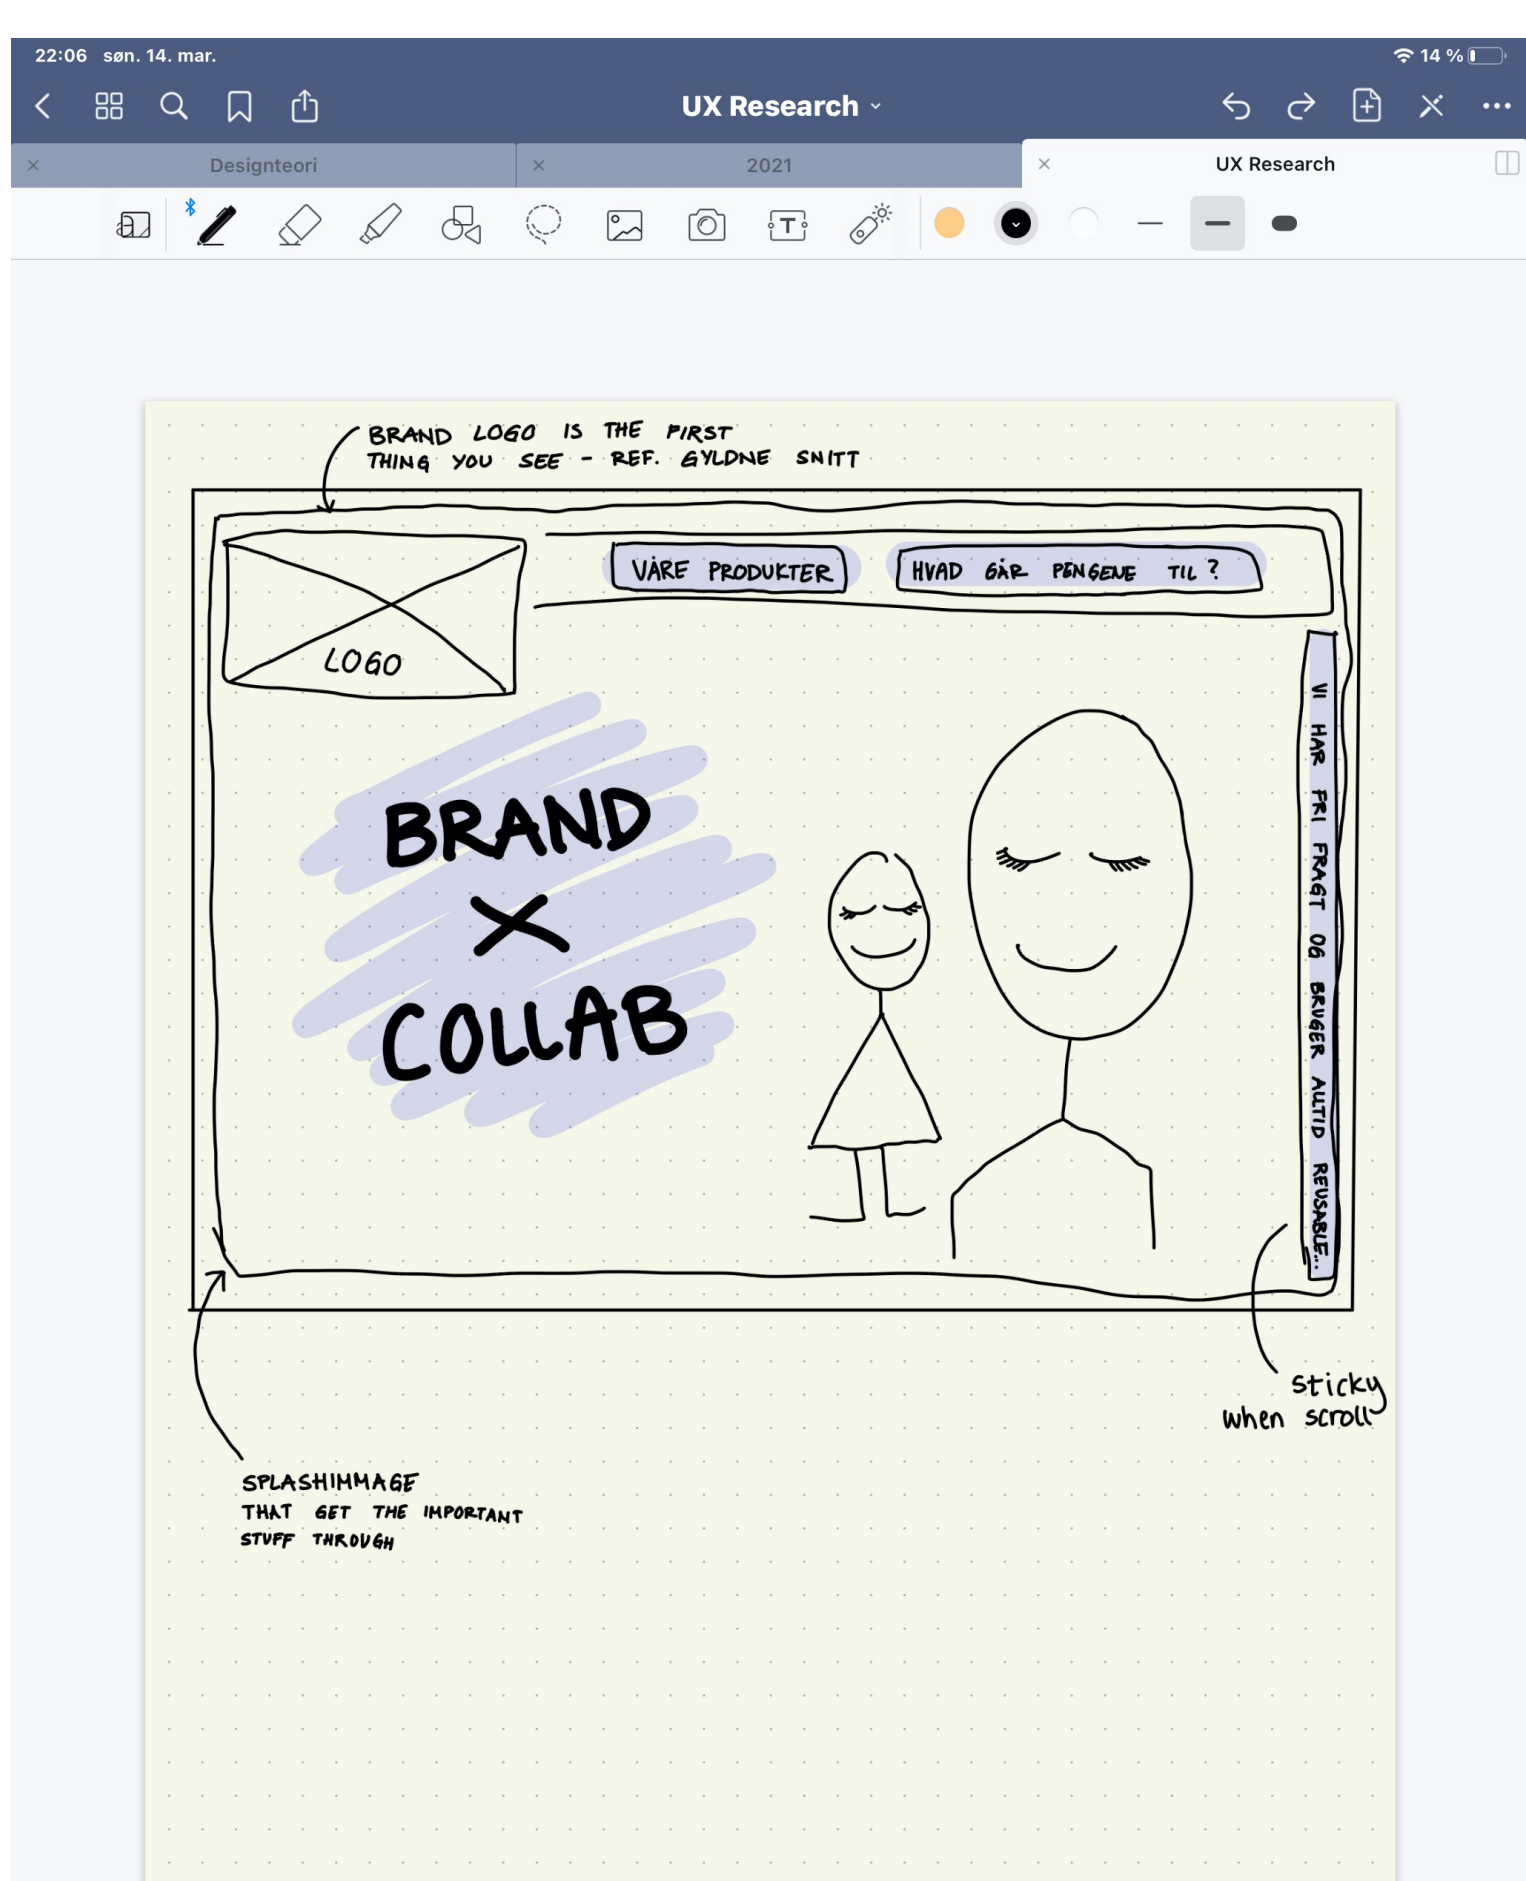 22:06 søn. 14. mar.
14 %
UX Research
Designteori
2021
UX Research
T
BRAND LOGO IS THE FIRST
THING YOU SEE - REF. GYLDNE SNITT
VÅRE PRODUKTER
HVAD GÅR PENGENE TIL ?
LOGO
BRAND
X
COLLAB
VI HAR FRI FRAGT OG BRUGER ALTID REUSABLE...
sticky
when scroll
SPLASHIMMAGE
THAT GET THE IMPORTANT
STUFF THROUGH